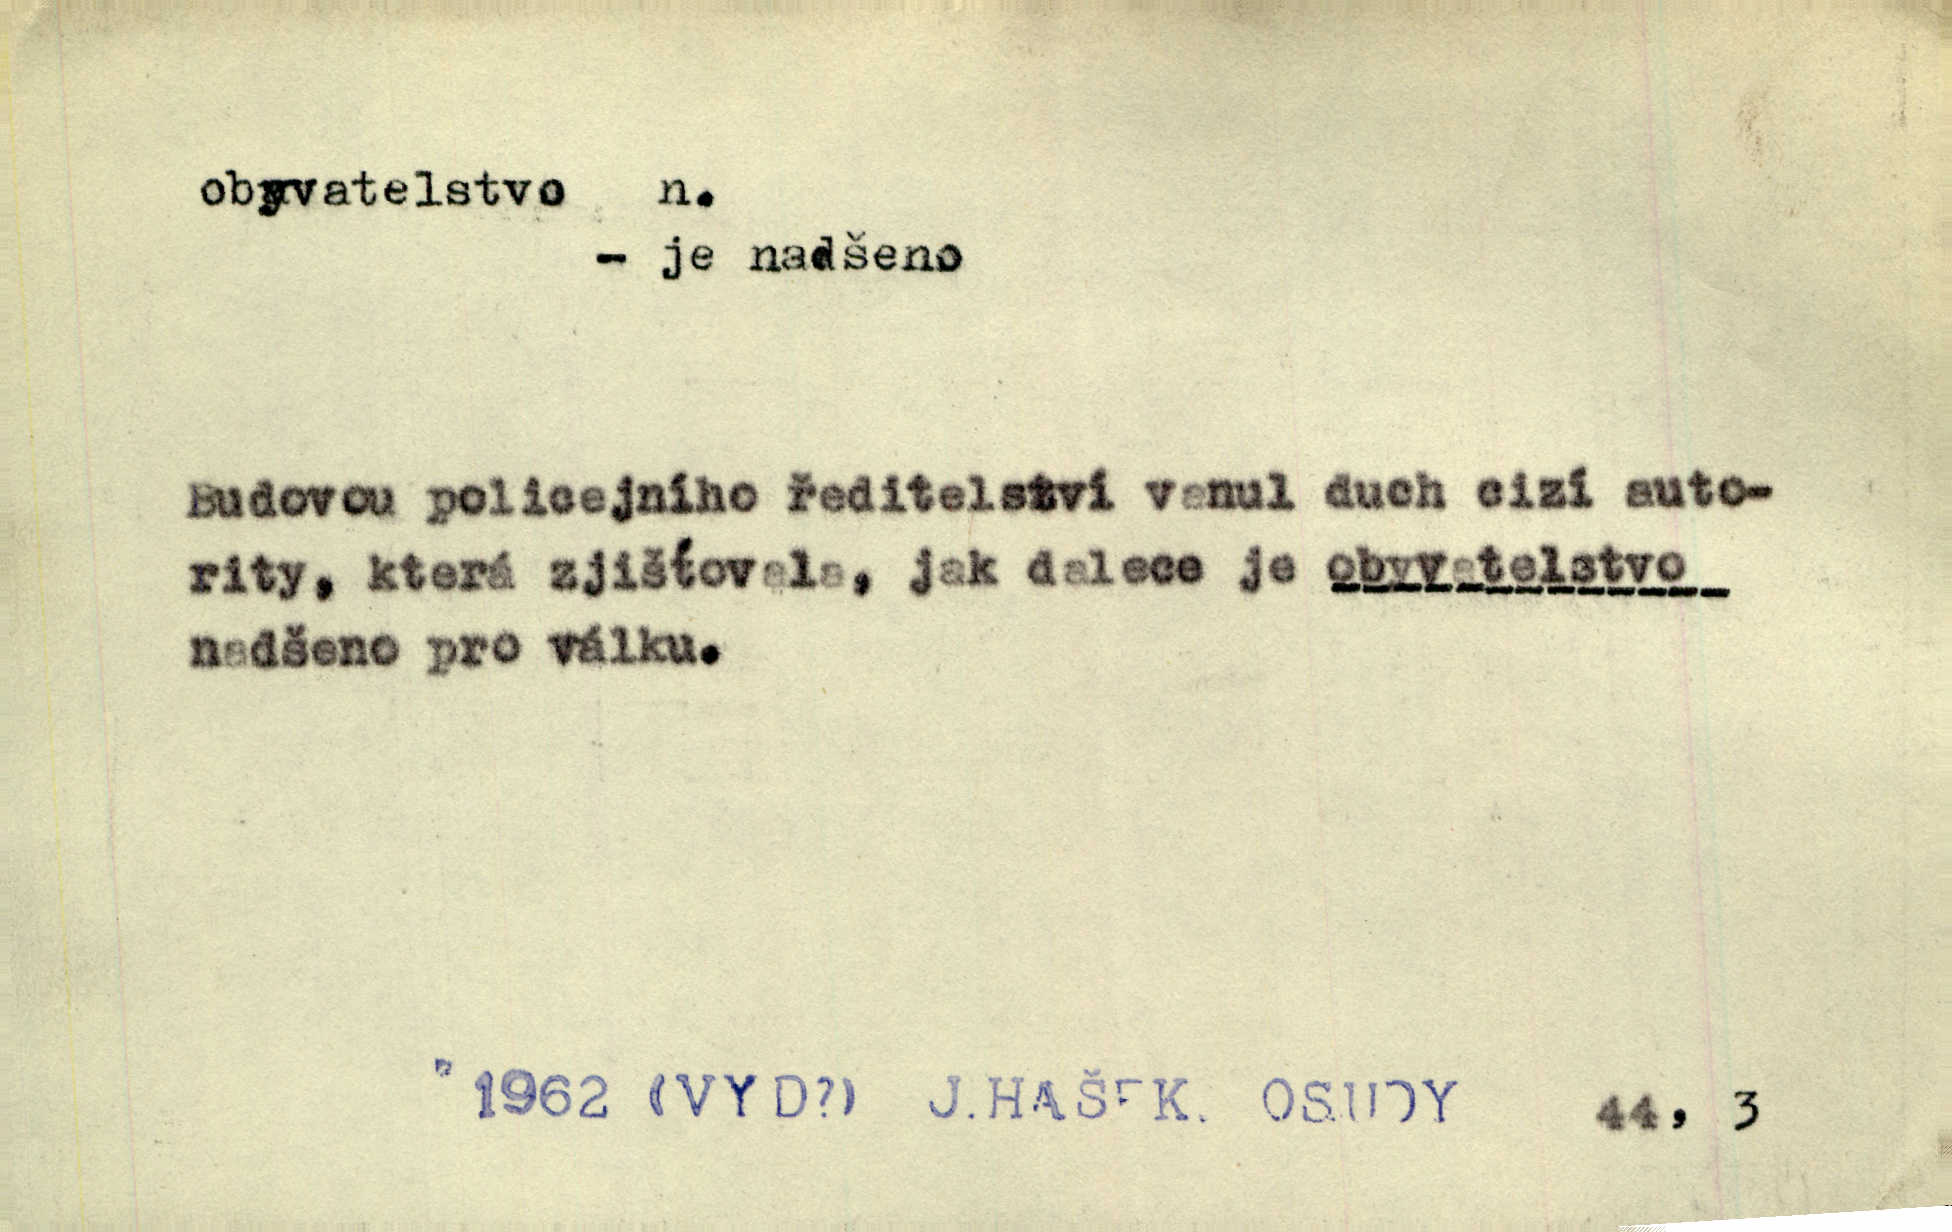 obyvatelstvo n.
- je nadšeno
Budovou policejního ředitelství vanul duch cizí auto-
rity, která zjišťovala, jak dalece je obyvatelstvo
nadšeno pro válku.
"1962 (VYD?) J.HAŠEK. OSUDY 44, 3